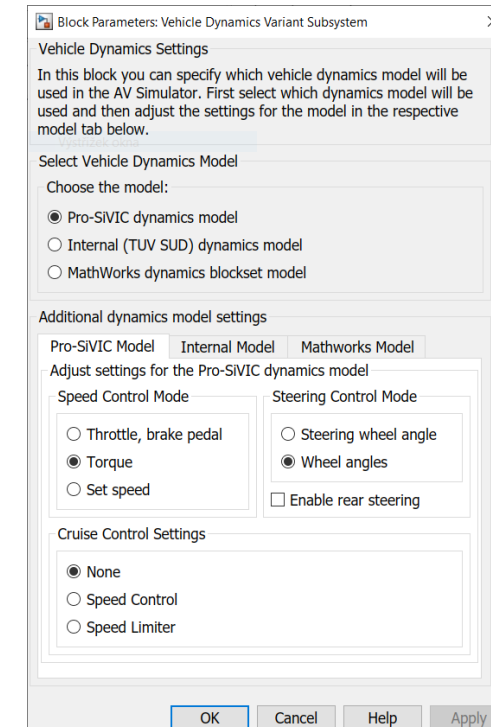 Block Parameters: Vehicle Dynamics Variant Subsystem
Vehicle Dynamics Settings
In this block you can specify which vehicle dynamics model will be
used in the AV Simulator. First select which dynamics model will be
used and then adjust the settings for the model in the respective
model tab below.
Výstřižek okna
Select Vehicle Dynamics Model
Choose the model:
Pro-SiVIC dynamics model
Internal (TUV SUD) dynamics model
MathWorks dynamics blockset model
Additional dynamics model settings
Pro-SiVIC Model Internal Model Mathworks Model
Adjust settings for the Pro-SiVIC dynamics model
Speed Control Mode Steering Control Mode
Throttle, brake pedal Steering wheel angle
Torque Wheel angles
Set speed Enable rear steering
Cruise Control Settings
None
Speed Control
Speed Limiter
OK Cancel Help Apply